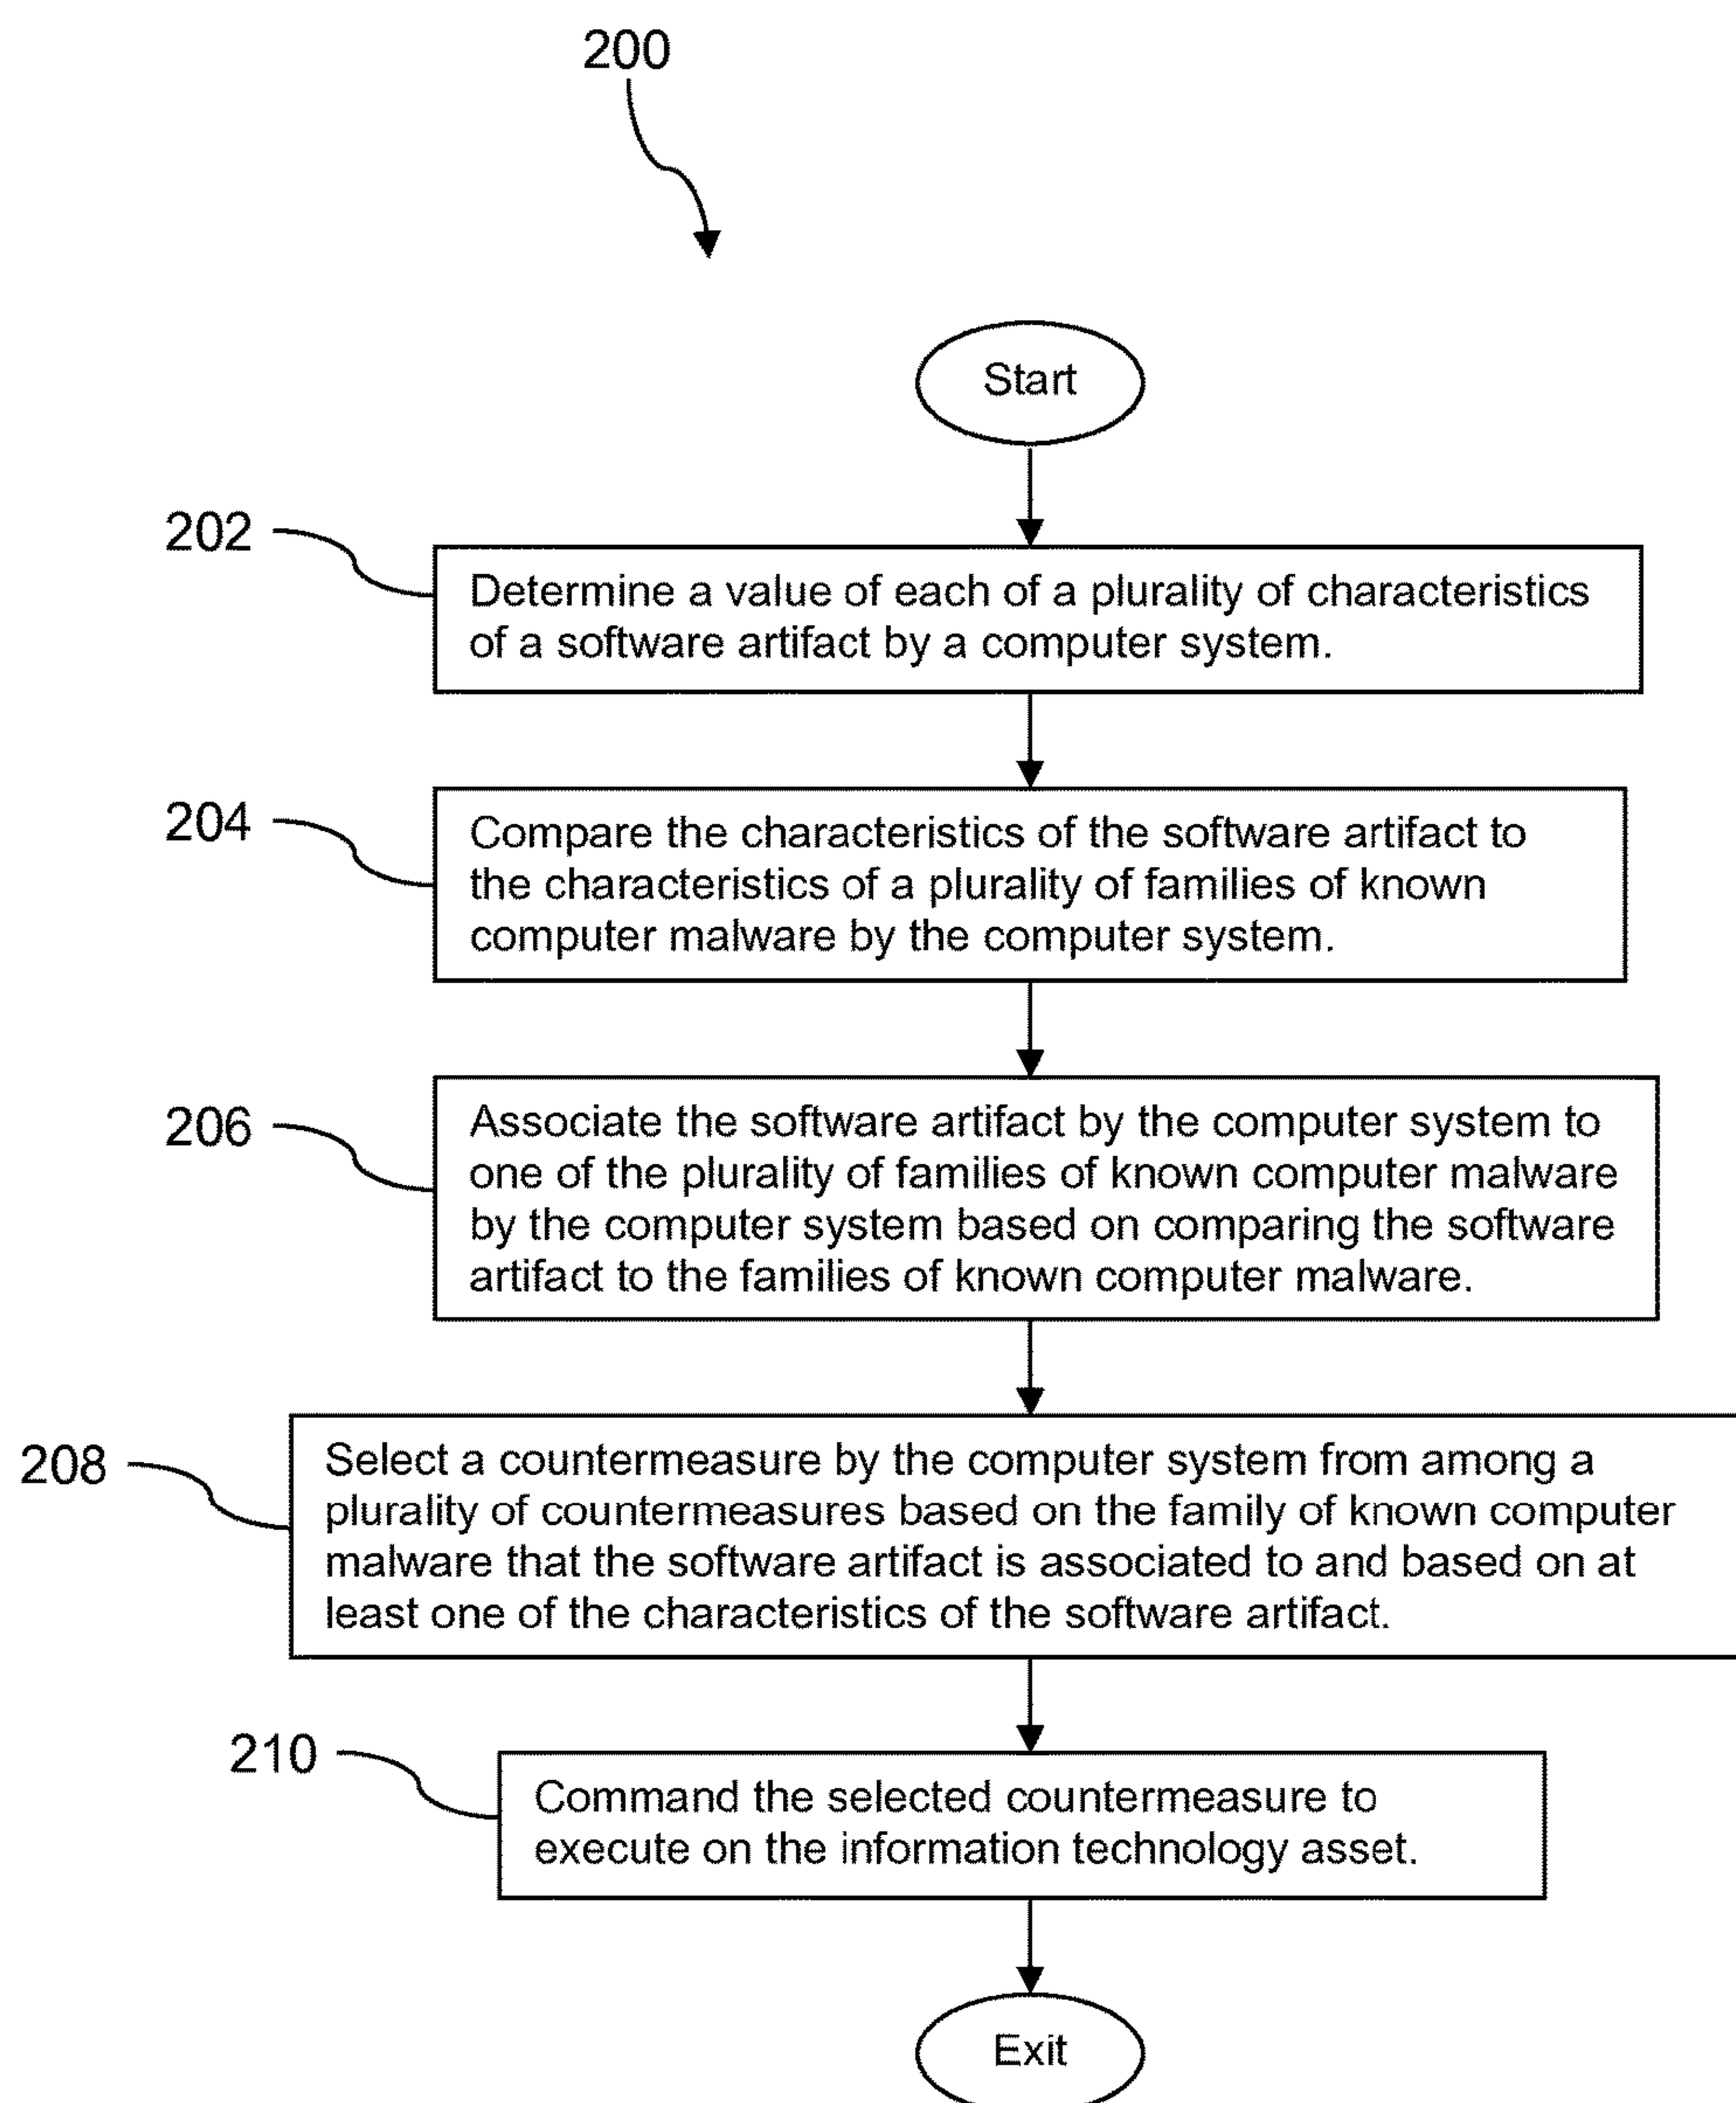 200
Start
202
Determine a value of each of a plurality of characteristics
of a software artifact by a computer system.
204
Compare the characteristics of the software artifact to
the characteristics of a plurality of families of known
computer malware by the computer system.
206
Associate the software artifact by the computer system to
one of the plurality of families of known computer malware
by the computer system based on comparing the software
artifact to the families of known computer malware.
208
Select a countermeasure by the computer system from among a
plurality of countermeasures based on the family of known computer
malware that the software artifact is associated to and based on at
least one of the characteristics of the software artifact.
210
Command the selected countermeasure to
execute on the information technology asset.
Exit